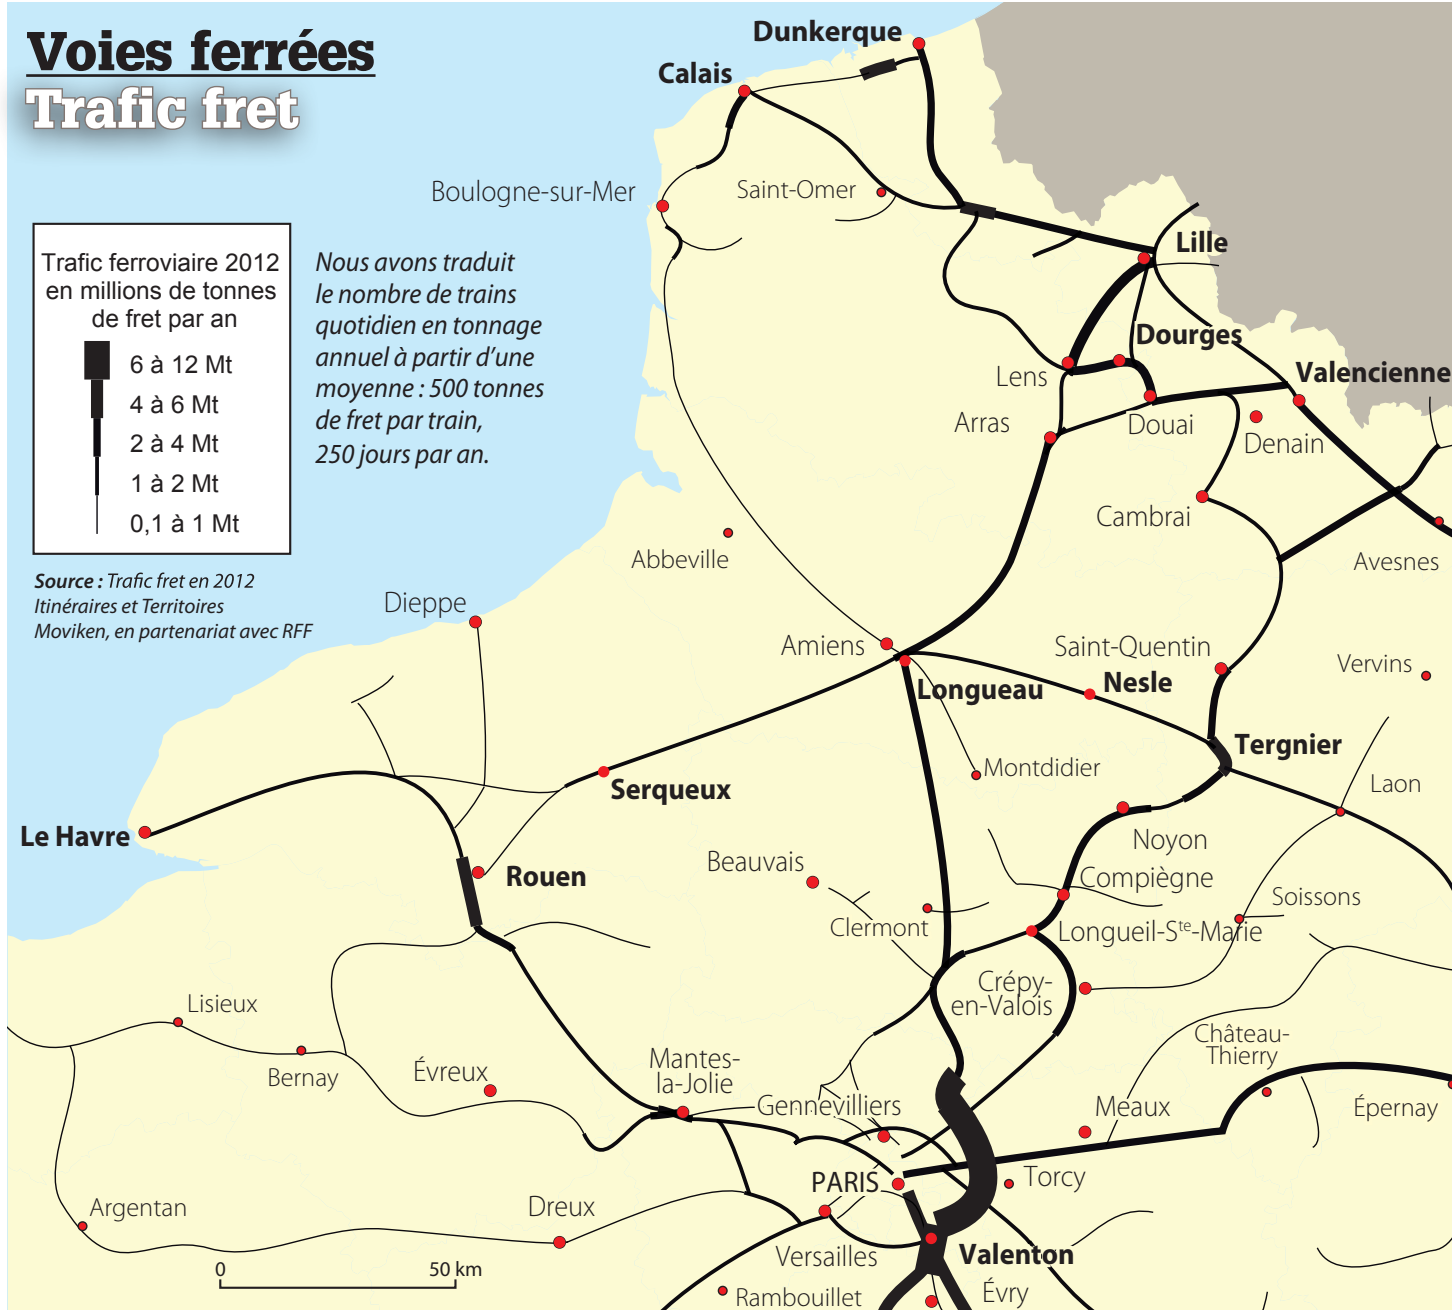 Voies ferrées
Trafic fret
Trafic ferroviaire 2012
en millions de tonnes
de fret par an
6 à 12 Mt
4 à 6 Mt
2 à 4 Mt
1 à 2 Mt
0,1 à 1 Mt
Nous avons traduit
le nombre de trains
quotidien en tonnage
annuel à partir d’une
moyenne : 500 tonnes
de fret par train,
250 jours par an.
Source : Trafic fret en 2012
Itinéraires et Territoires
Moviken, en partenariat avec RFF
Dunkerque
Calais
Boulogne-sur-Mer
Saint-Omer
Lille
Dourges
Lens
Valencienne
Arras
Douai
Denain
Cambrai
Abbeville
Avesnes
Dieppe
Amiens
Saint-Quentin
Vervins
Longueau
Nesle
Tergnier
Montdidier
Laon
Serqueux
Le Havre
Noyon
Rouen
Beauvais
Compiègne
Soissons
Clermont
Longueil-Sᵗᵉ-Marie
Crépy-
en-Valois
Lisieux
Château-
Thierry
Bernay
Évreux
Mantes-
la-Jolie
Gennevilliers
Meaux
Épernay
PARIS
Torcy
Argentan
Dreux
Versailles
Valenton
Rambouillet
Évry
0
50 km